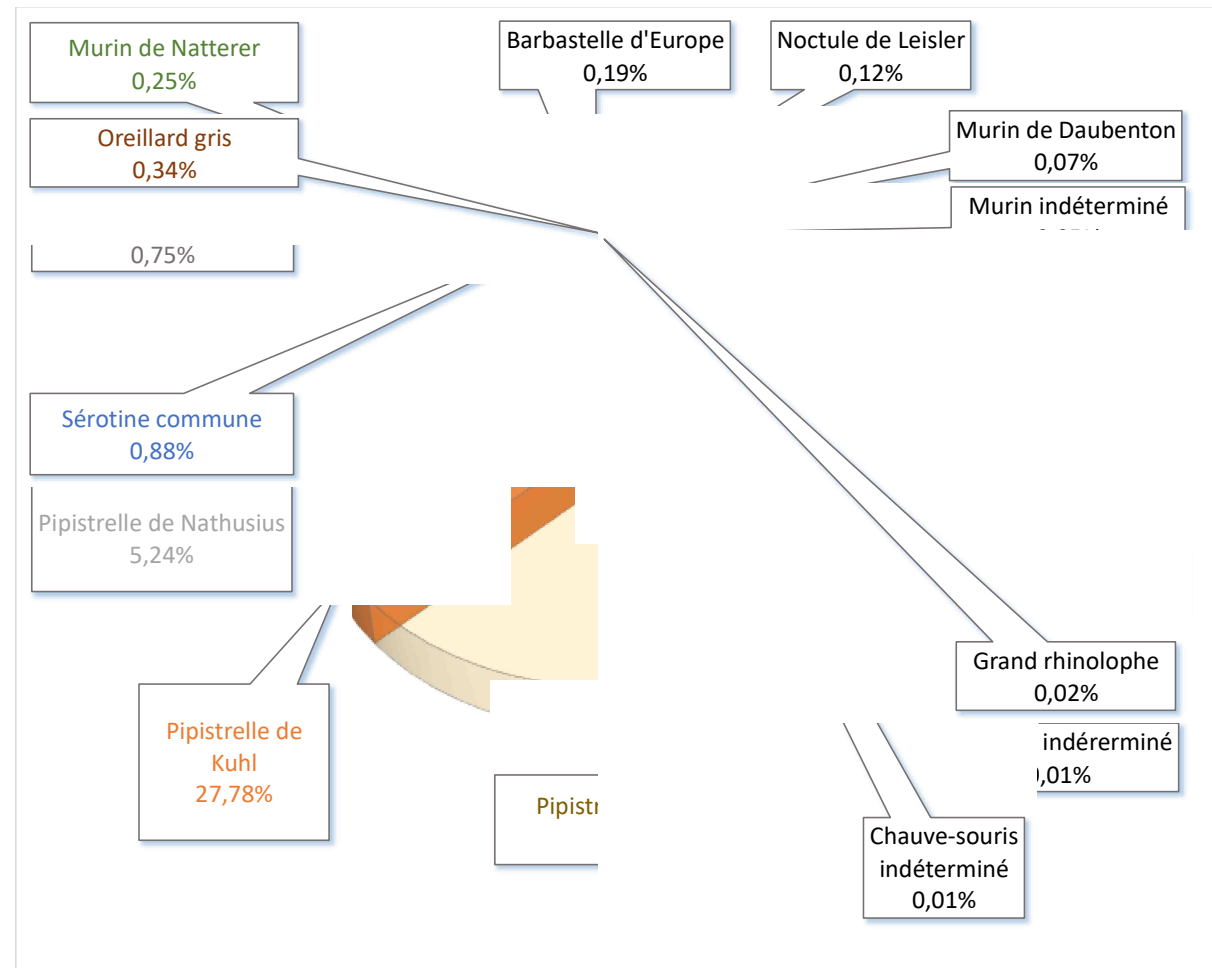 Murin de Natterer
0,25%
Barbastelle d'Europe
0,19%
Noctule de Leisler
0,12%
Oreillard gris
0,34%
Murin de Daubenton
0,07%
Murin indéterminé
0,75%
Sérotine commune
0,88%
Pipistrelle de Nathusius
5,24%
Grand rhinolophe
0,02%
indérerminé
,01%
Pipistrelle de
Kuhl
27,78%
Pipistr
Chauve-souris
indéterminé
0,01%